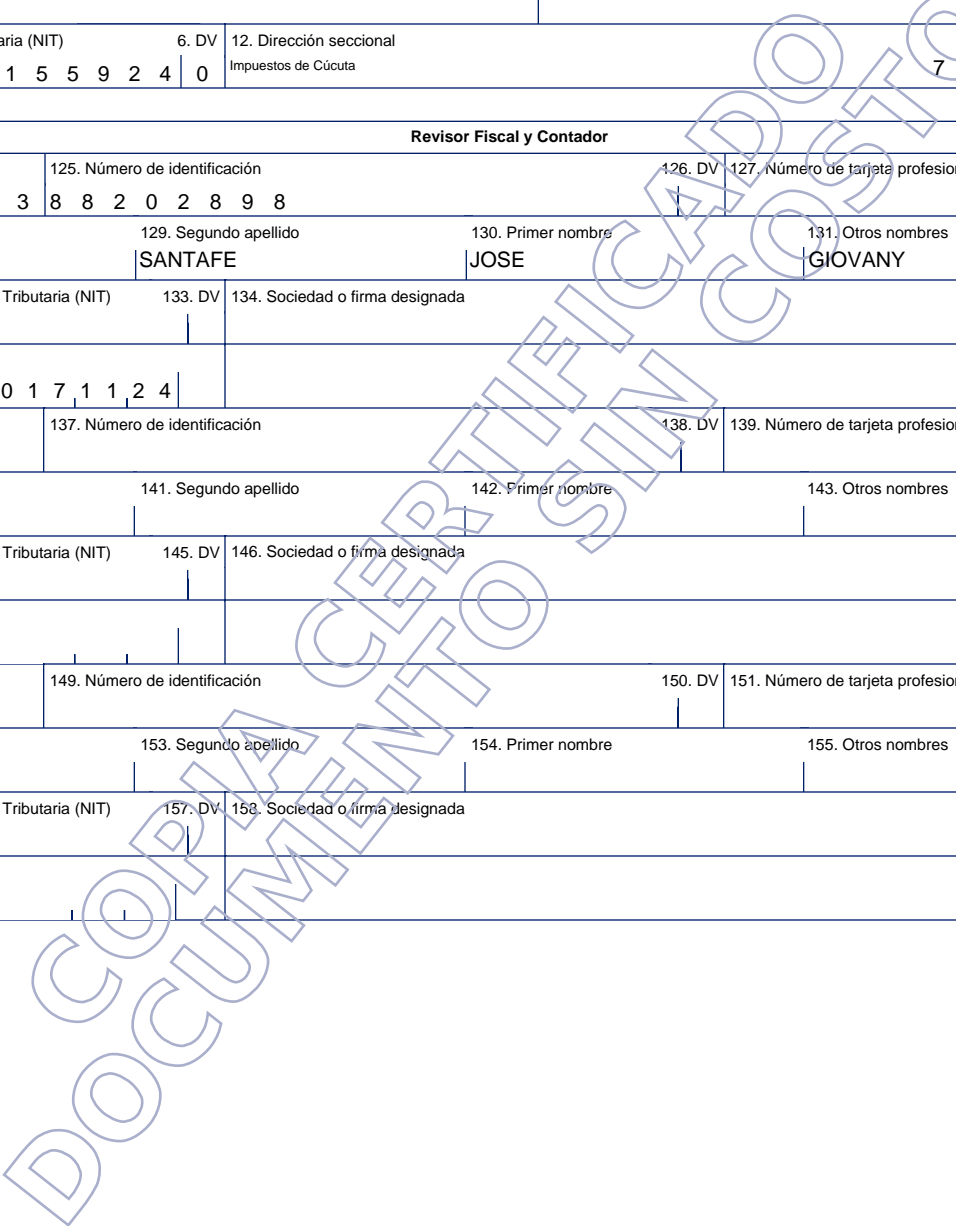 aria (NIT) 6. DV 12. Dirección seccional
1 5 5 9 2 4 0 Impuestos de Cúcuta 7
Revisor Fiscal y Contador
125. Número de identificación 126. DV 127. Número de tarjeta profesion
3 8 8 2 0 2 8 9 8
129. Segundo apellido 130. Primer nombre 131. Otros nombres
SANTAFE JOSE GIOVANY
Tributaria (NIT) 133. DV 134. Sociedad o firma designada
0 1 7 1 1 2 4
137. Número de identificación 138. DV 139. Número de tarjeta profesion
141. Segundo apellido 142. Primer nombre 143. Otros nombres
Tributaria (NIT) 145. DV 146. Sociedad o firma designada
149. Número de identificación 150. DV 151. Número de tarjeta profesion
153. Segundo apellido 154. Primer nombre 155. Otros nombres
Tributaria (NIT) 157. DV 158. Sociedad o firma designada
COPIA CERTIFICADO
DOCUMENTO SIN COSTO